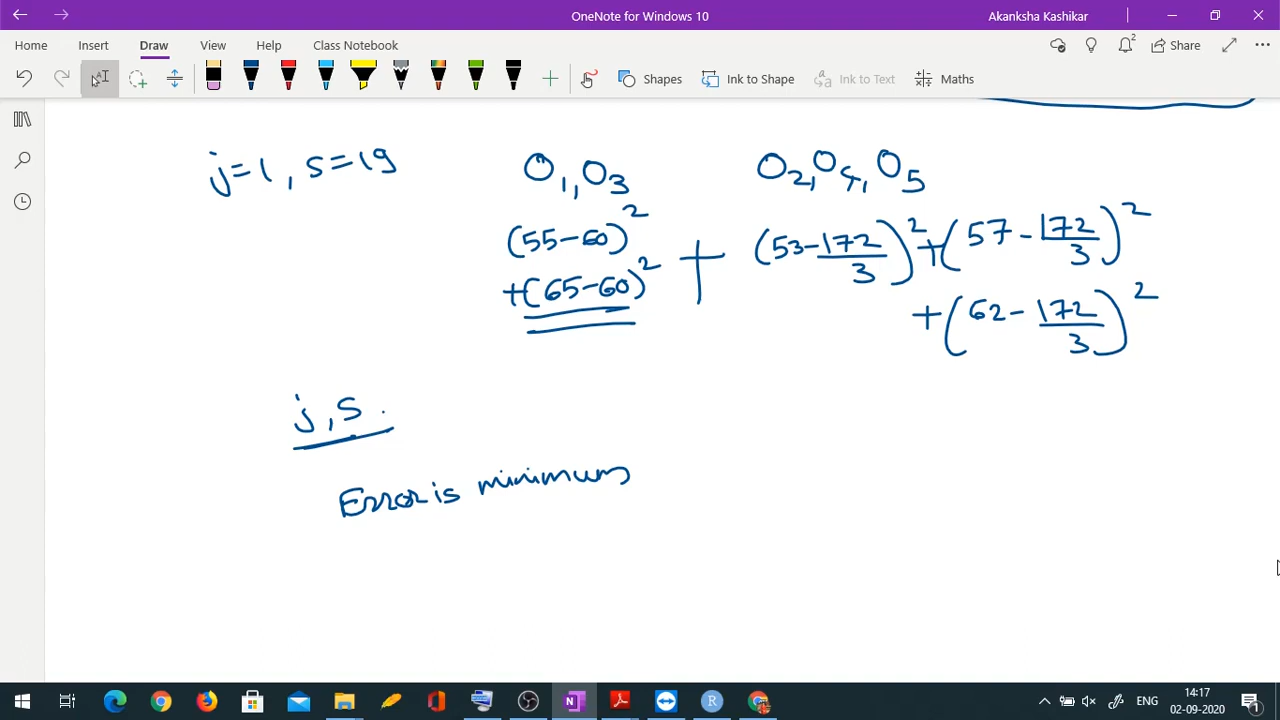 OneNote for Windows 10
Akanksha Kashikar
Home Insert Draw View Help Class Notebook
Share
Shapes Ink to Shape Ink to Text Maths
j=1, s=19 O1, O3 O2, O4, O5
(55-60)² + (53-172/3)² + (57-172/3)²
+(65-60)² + (62-172/3)²
j, s
Error is minimum
ENG
14:17
02-09-2020